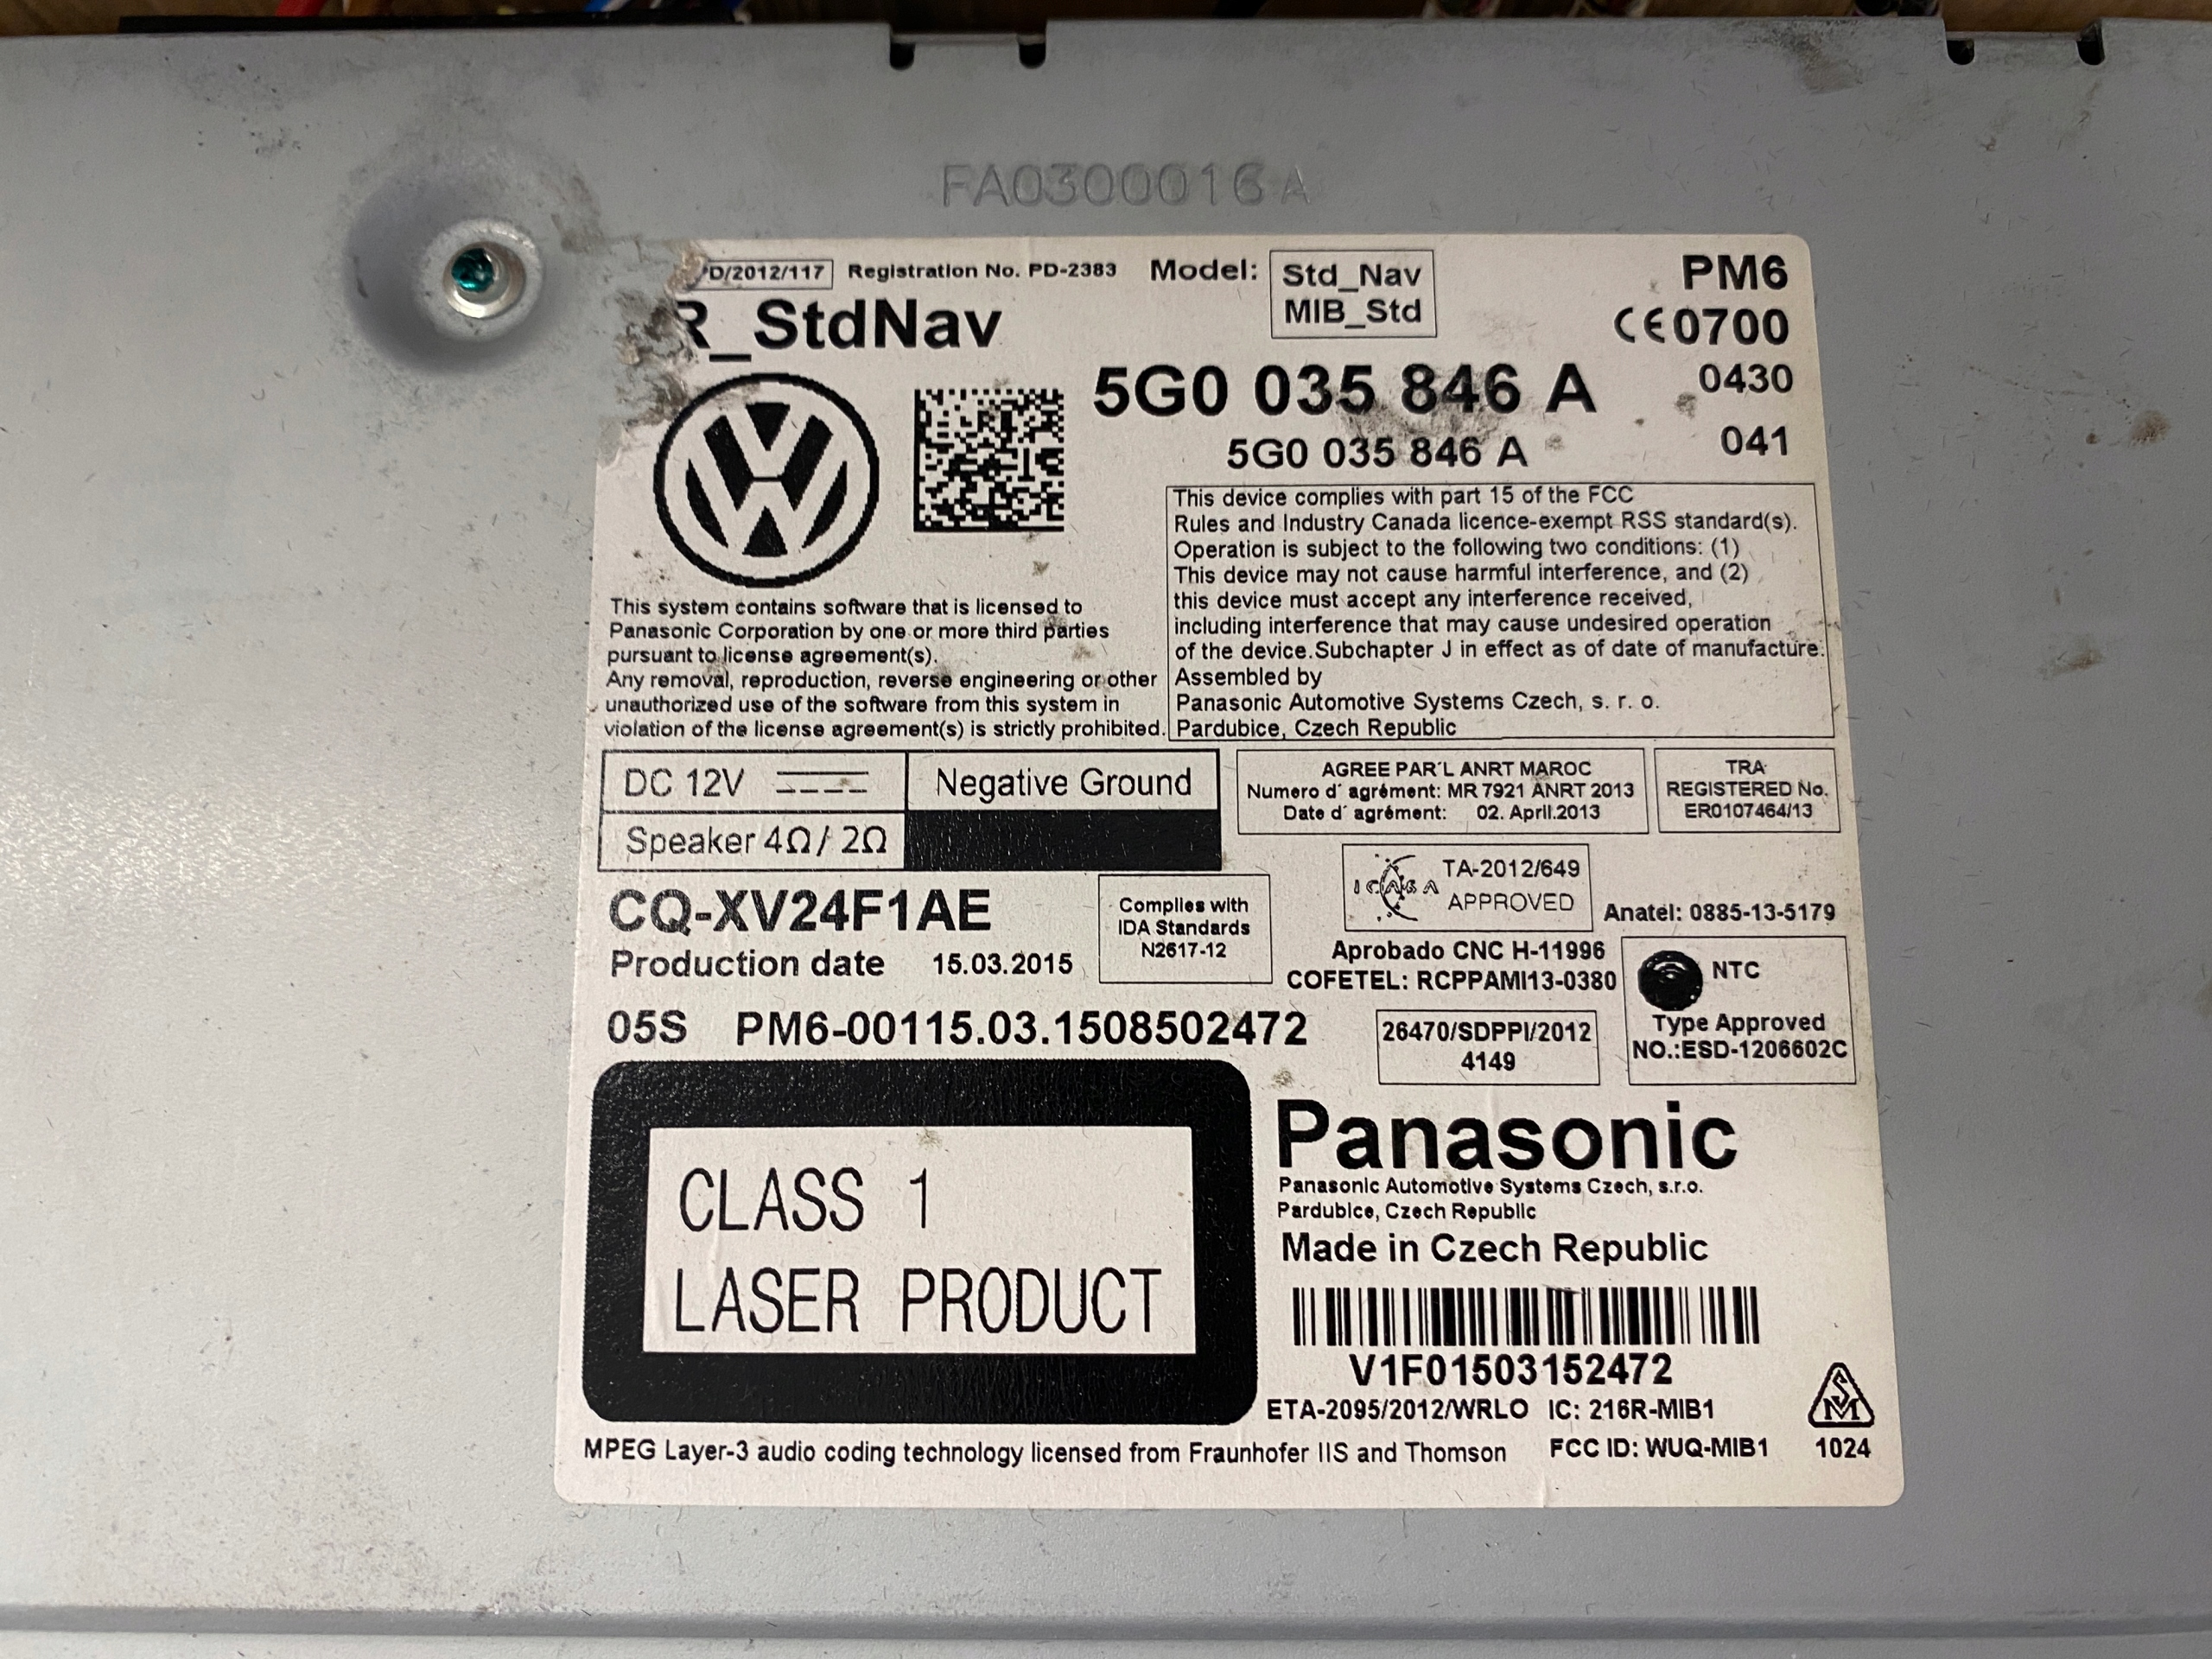 FA0300016A
D/2012/117 Registration No. PD-2383 Model: Std_Nav PM6
MIB_Std
R_StdNav
CE0700
5G0 035 846 A 0430
5G0 035 846 A 041
This device complies with part 15 of the FCC
Rules and Industry Canada licence-exempt RSS standard(s).
Operation is subject to the following two conditions: (1)
This device may not cause harmful interference, and (2)
this device must accept any interference received,
including interference that may cause undesired operation
of the device.Subchapter J in effect as of date of manufacture.
Assembled by
Panasonic Automotive Systems Czech, s. r. o.
Pardubice, Czech Republic
This system contains software that is licensed to
Panasonic Corporation by one or more third parties
pursuant to license agreement(s).
Any removal, reproduction, reverse engineering or other
unauthorized use of the software from this system in
violation of the license agreement(s) is strictly prohibited.
DC 12V Negative Ground
Speaker 4Ω/ 2Ω
AGREE PAR´L ANRT MAROC
Numero d´ agrément: MR 7921 ANRT 2013
Date d´ agrément: 02. April.2013
TRA
REGISTERED No.
ER0107464/13
CQ-XV24F1AE
Production date 15.03.2015
Complies with
IDA Standards
N2617-12
ICASA TA-2012/649
APPROVED
Anatel: 0885-13-5179
Aprobado CNC H-11996
COFETEL: RCPPAMI13-0380
NTC
Type Approved
NO.:ESD-1206602C
05S PM6-00115.03.1508502472
26470/SDPPI/2012
4149
CLASS 1
LASER PRODUCT
Panasonic
Panasonic Automotive Systems Czech, s.r.o.
Pardubice, Czech Republic
Made in Czech Republic
V1F01503152472
ETA-2095/2012/WRLO IC: 216R-MIB1
MPEG Layer-3 audio coding technology licensed from Fraunhofer IIS and Thomson FCC ID: WUQ-MIB1
SM
1024